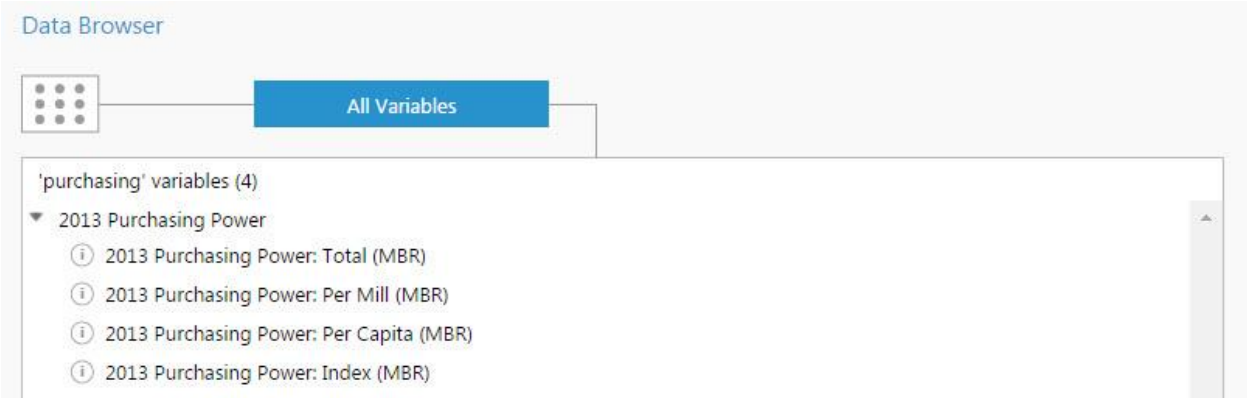 Data Browser
All Variables
'purchasing' variables (4)
2013 Purchasing Power
2013 Purchasing Power: Total (MBR)
2013 Purchasing Power: Per Mill (MBR)
2013 Purchasing Power: Per Capita (MBR)
2013 Purchasing Power: Index (MBR)